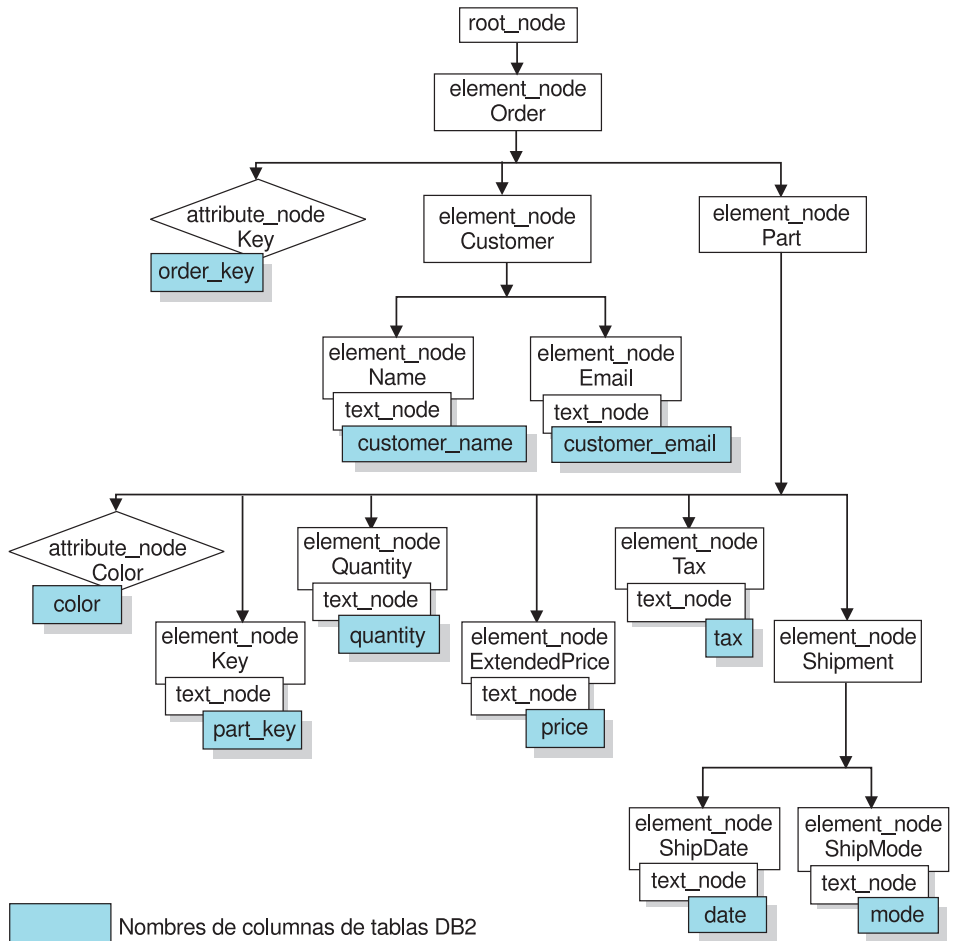 root_node
element_node
Order
attribute_node
Key
order_key
element_node
Customer
element_node
Part
element_node
Name
text_node
customer_name
element_node
Email
text_node
customer_email
attribute_node
Color
color
element_node
Key
text_node
part_key
element_node
Quantity
text_node
quantity
element_node
ExtendedPrice
text_node
price
element_node
Tax
text_node
tax
element_node
Shipment
element_node
ShipDate
text_node
date
element_node
ShipMode
text_node
mode
Nombres de columnas de tablas DB2